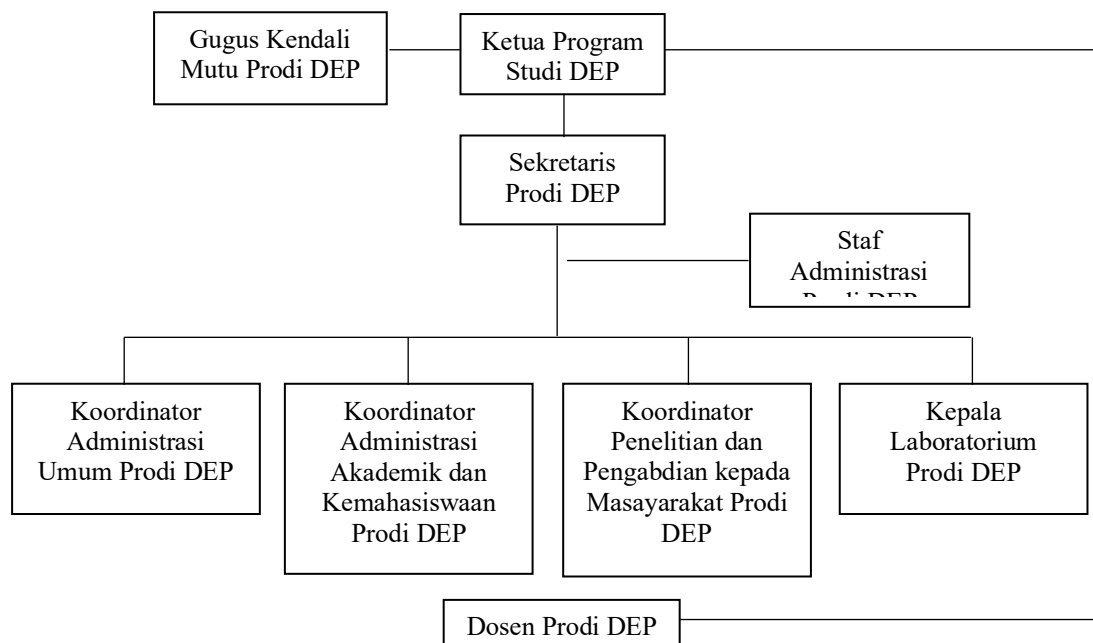 Gugus Kendali
Mutu Prodi DEP
Ketua Program
Studi DEP
Sekretaris
Prodi DEP
Staf
Administrasi
Prodi DEP
Koordinator
Administrasi
Umum Prodi DEP
Koordinator
Administrasi
Akademik dan
Kemahasiswaan
Prodi DEP
Koordinator
Penelitian dan
Pengabdian kepada
Masayarakat Prodi
DEP
Kepala
Laboratorium
Prodi DEP
Dosen Prodi DEP